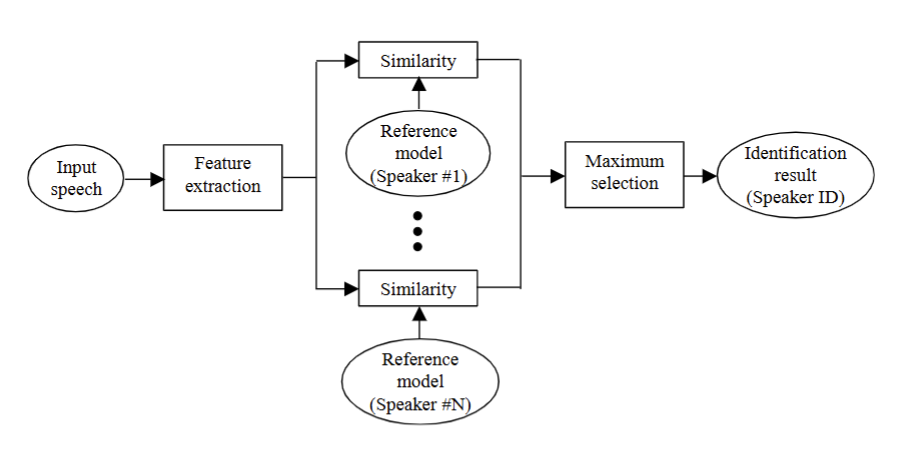 Input
speech
Feature
extraction
Similarity
Reference
model
(Speaker #1)
Similarity
Reference
model
(Speaker #N)
Maximum
selection
Identification
result
(Speaker ID)